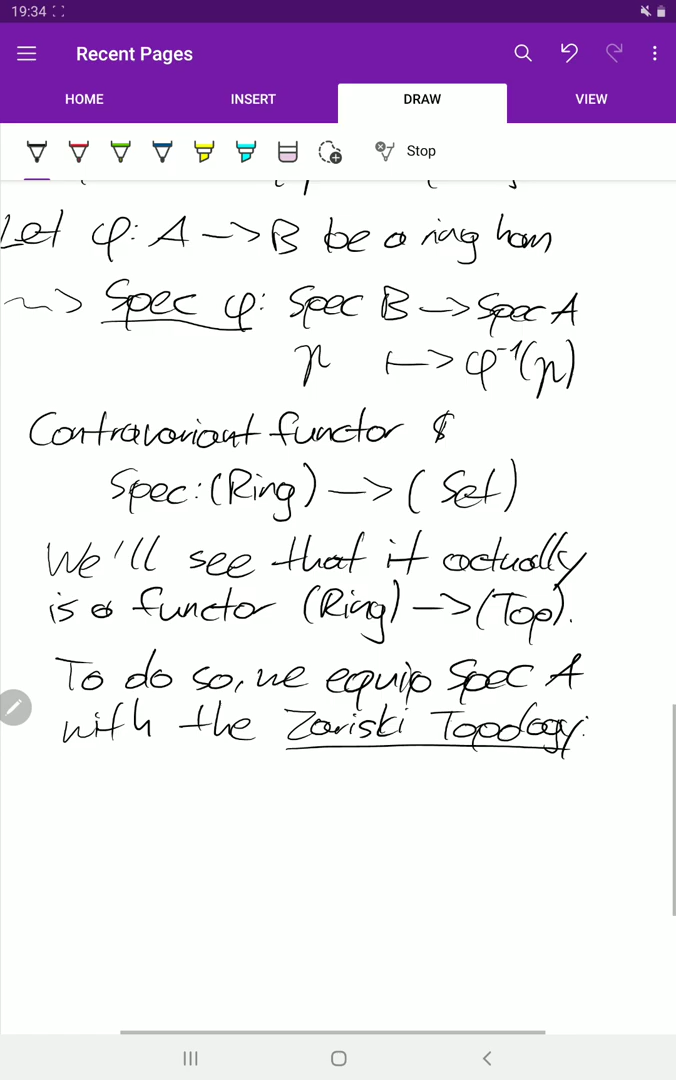 19:34
Recent Pages
HOME INSERT DRAW VIEW
Stop
Let φ: A -> B be a ring hom
~> Spec φ: Spec B -> Spec A
p ↦ φ⁻¹(p)
Contravariant functor $
Spec: (Ring) -> (Set)
We'll see that it actually
is a functor (Ring) -> (Top).
To do so, we equip Spec A
with the Zariski Topology: